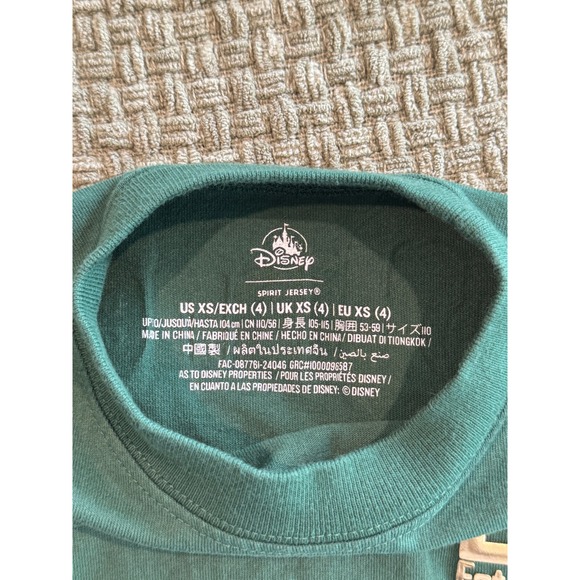 Disney
SPIRIT JERSEY®
US XS/EXCH (4) | UK XS (4) | EU XS (4)
UP TO/JUSQU'À/HASTA 104 cm | CN 110/56 | 身長 105-115 | 胸囲 53-59 | サイズ 110
MADE IN CHINA / FABRIQUÉ EN CHINE / HECHO EN CHINA / DIBUAT DI TIONGKOK /
中國製 / ผลิตในประเทศจีน / صنع بالصين
FAC-087761-24046 GRC#1000096587
AS TO DISNEY PROPERTIES / POUR LES PROPRIÉTÉS DISNEY /
EN CUANTO A LAS PROPIEDADES DE DISNEY: © DISNEY